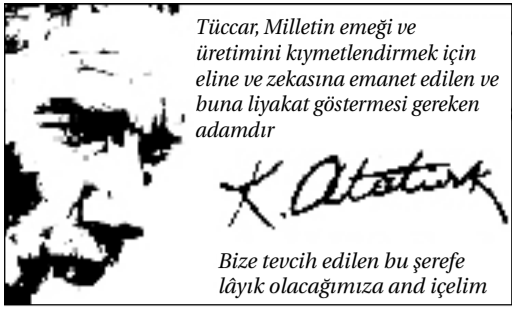 Tüccar, Milletin emeği ve
üretimini kıymetlendirmek için
eline ve zekasına emanet edilen ve
buna liyakat göstermesi gereken
adamdır
K. Atatürk
Bize tevcih edilen bu şerefe
lâyık olacağımıza and içelim